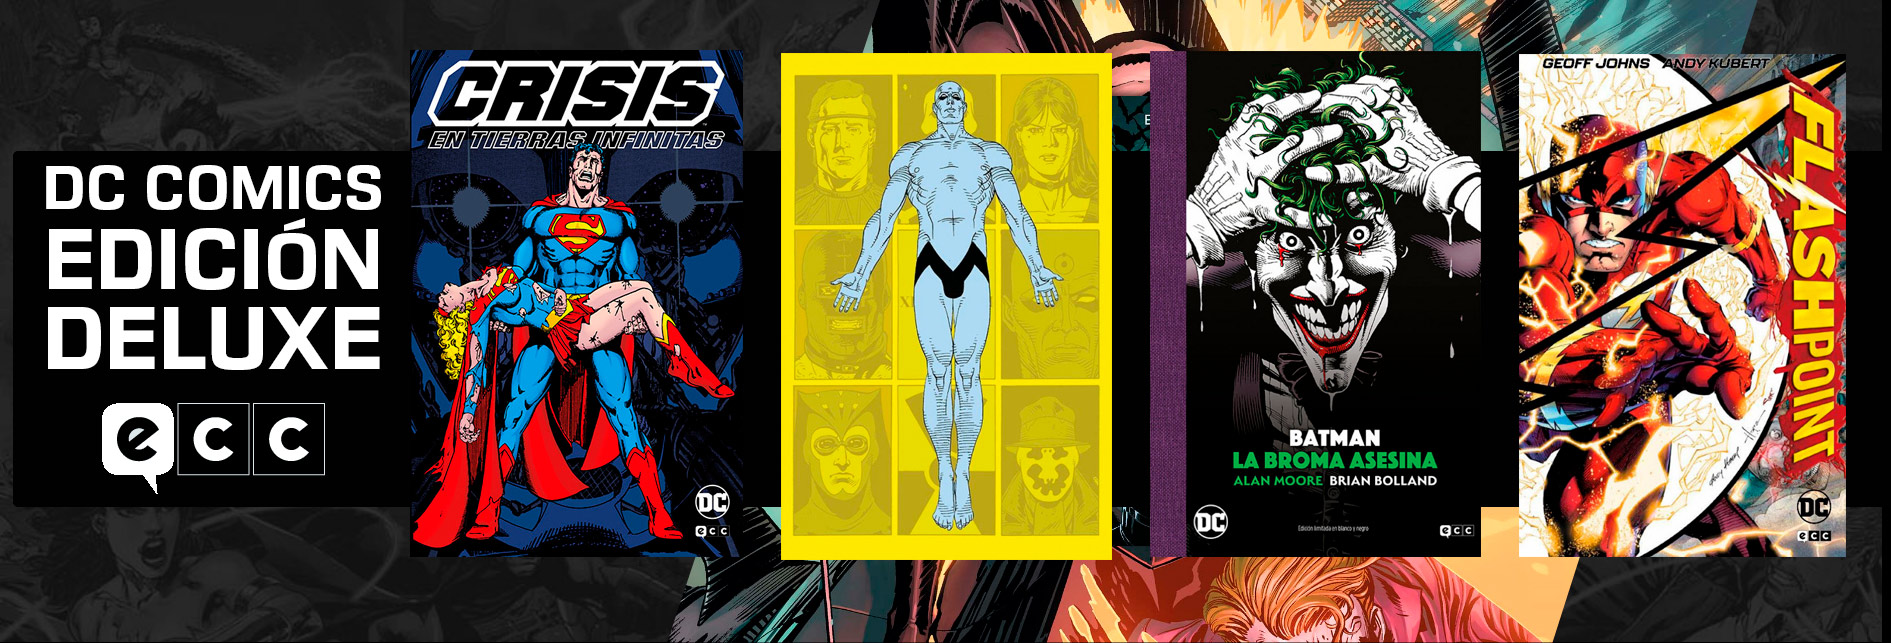 DC COMICS
EDICIÓN
DELUXE
ecc
CRISIS
EN TIERRAS INFINITAS
DC
ecc
BATMAN
LA BROMA ASESINA
ALAN MOORE BRIAN BOLLAND
DC
Edición limitada en blanco y negro
ecc
GEOFF JOHNS ANDY KUBERT
FLASHPOINT
DC
ecc